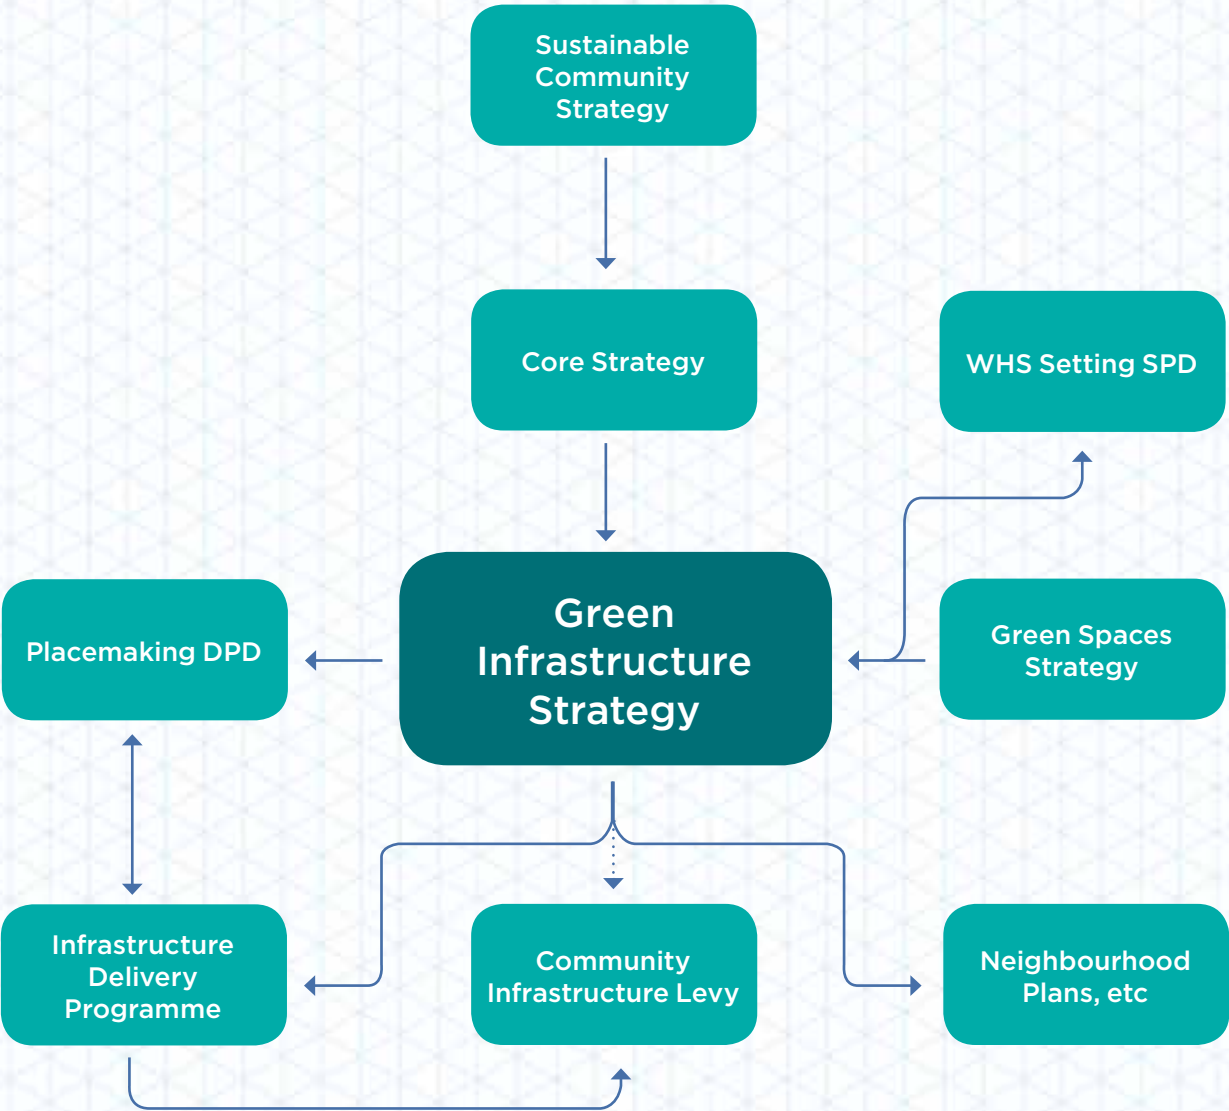 Sustainable
Community
Strategy
Core Strategy
WHS Setting SPD
Placemaking DPD
Green
Infrastructure
Strategy
Green Spaces
Strategy
Infrastructure
Delivery
Programme
Community
Infrastructure Levy
Neighbourhood
Plans, etc